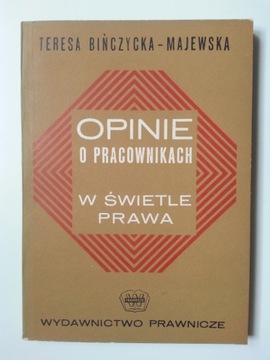 TERESA BIŃCZYCKA-MAJEWSKA
OPINIE
O PRACOWNIKACH
W ŚWIETLE
PRAWA
WYDAWNICTWO PRAWNICZE